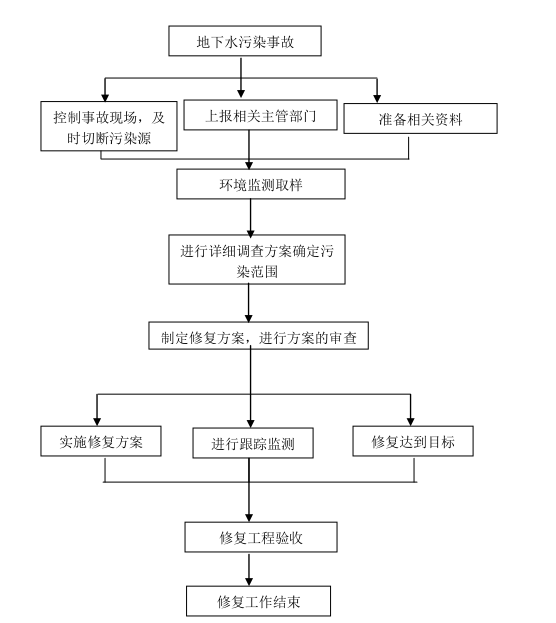 地下水污染事故
控制事故现场，及
时切断污染源
上报相关主管部门
准备相关资料
环境监测取样
进行详细调查方案确定污
染范围
制定修复方案，进行方案的审查
实施修复方案
进行跟踪监测
修复达到目标
修复工程验收
修复工作结束